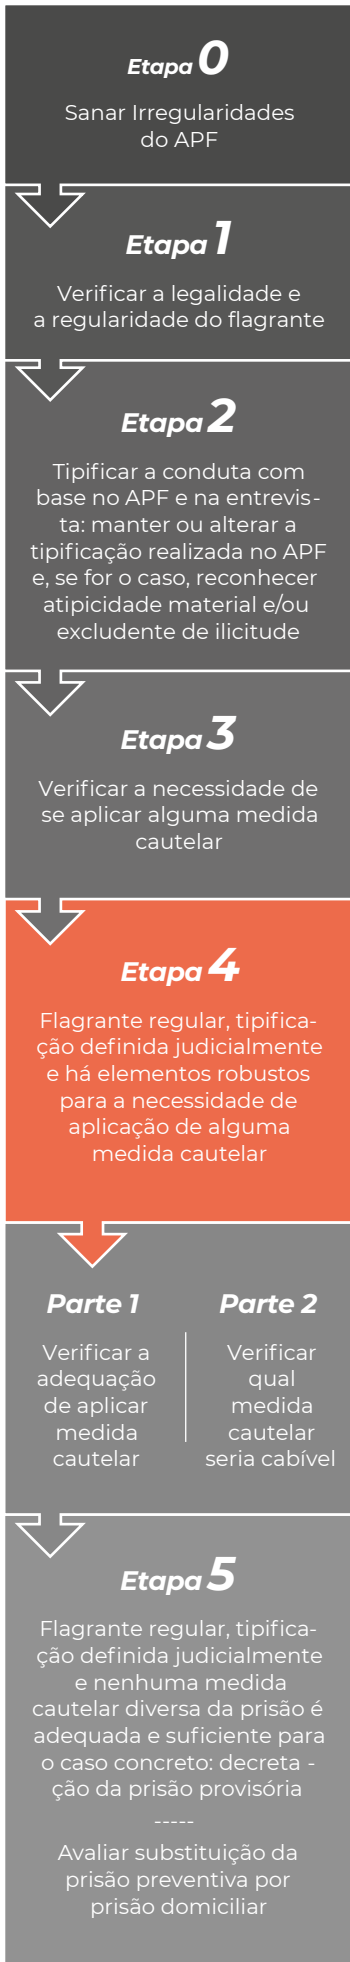 Etapa 0
Sanar Irregularidades
do APF
Etapa 1
Verificar a legalidade e
a regularidade do flagrante
Etapa 2
Tipificar a conduta com
base no APF e na entrevis-
ta: manter ou alterar a
tipificação realizada no APF
e, se for o caso, reconhecer
atipicidade material e/ou
excludente de ilicitude
Etapa 3
Verificar a necessidade de
se aplicar alguma medida
cautelar
Etapa 4
Flagrante regular, tipifica-
ção definida judicialmente
e há elementos robustos
para a necessidade de
aplicação de alguma
medida cautelar
Parte 1
Verificar a
adequação
de aplicar
medida
cautelar
Parte 2
Verificar
qual
medida
cautelar
seria cabível
Etapa 5
Flagrante regular, tipifica-
ção definida judicialmente
e nenhuma medida
cautelar diversa da prisão é
adequada e suficiente para
o caso concreto: decreta -
ção da prisão provisória
-----
Avaliar substituição da
prisão preventiva por
prisão domiciliar